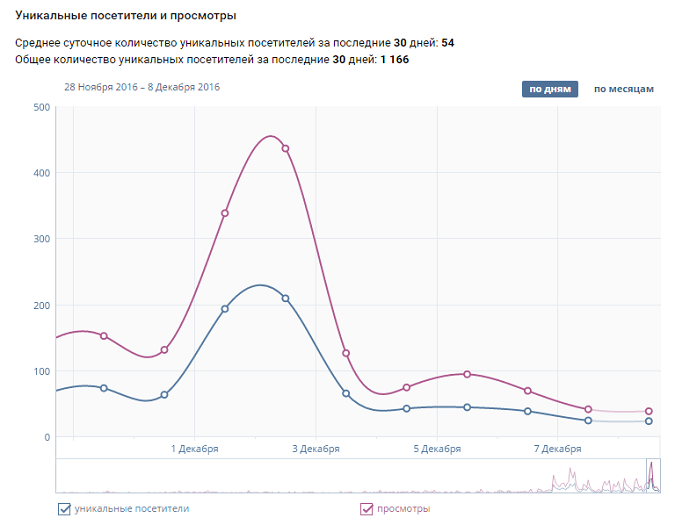 Уникальные посетители и просмотры
Среднее суточное количество уникальных посетителей за последние 30 дней: 54
Общее количество уникальных посетителей за последние 30 дней: 1 166
28 Ноября 2016 – 8 Декабря 2016 по дням по месяцам
500
400
300
200
100
0
1 Декабря 3 Декабря 5 Декабря 7 Декабря
уникальные посетители просмотры